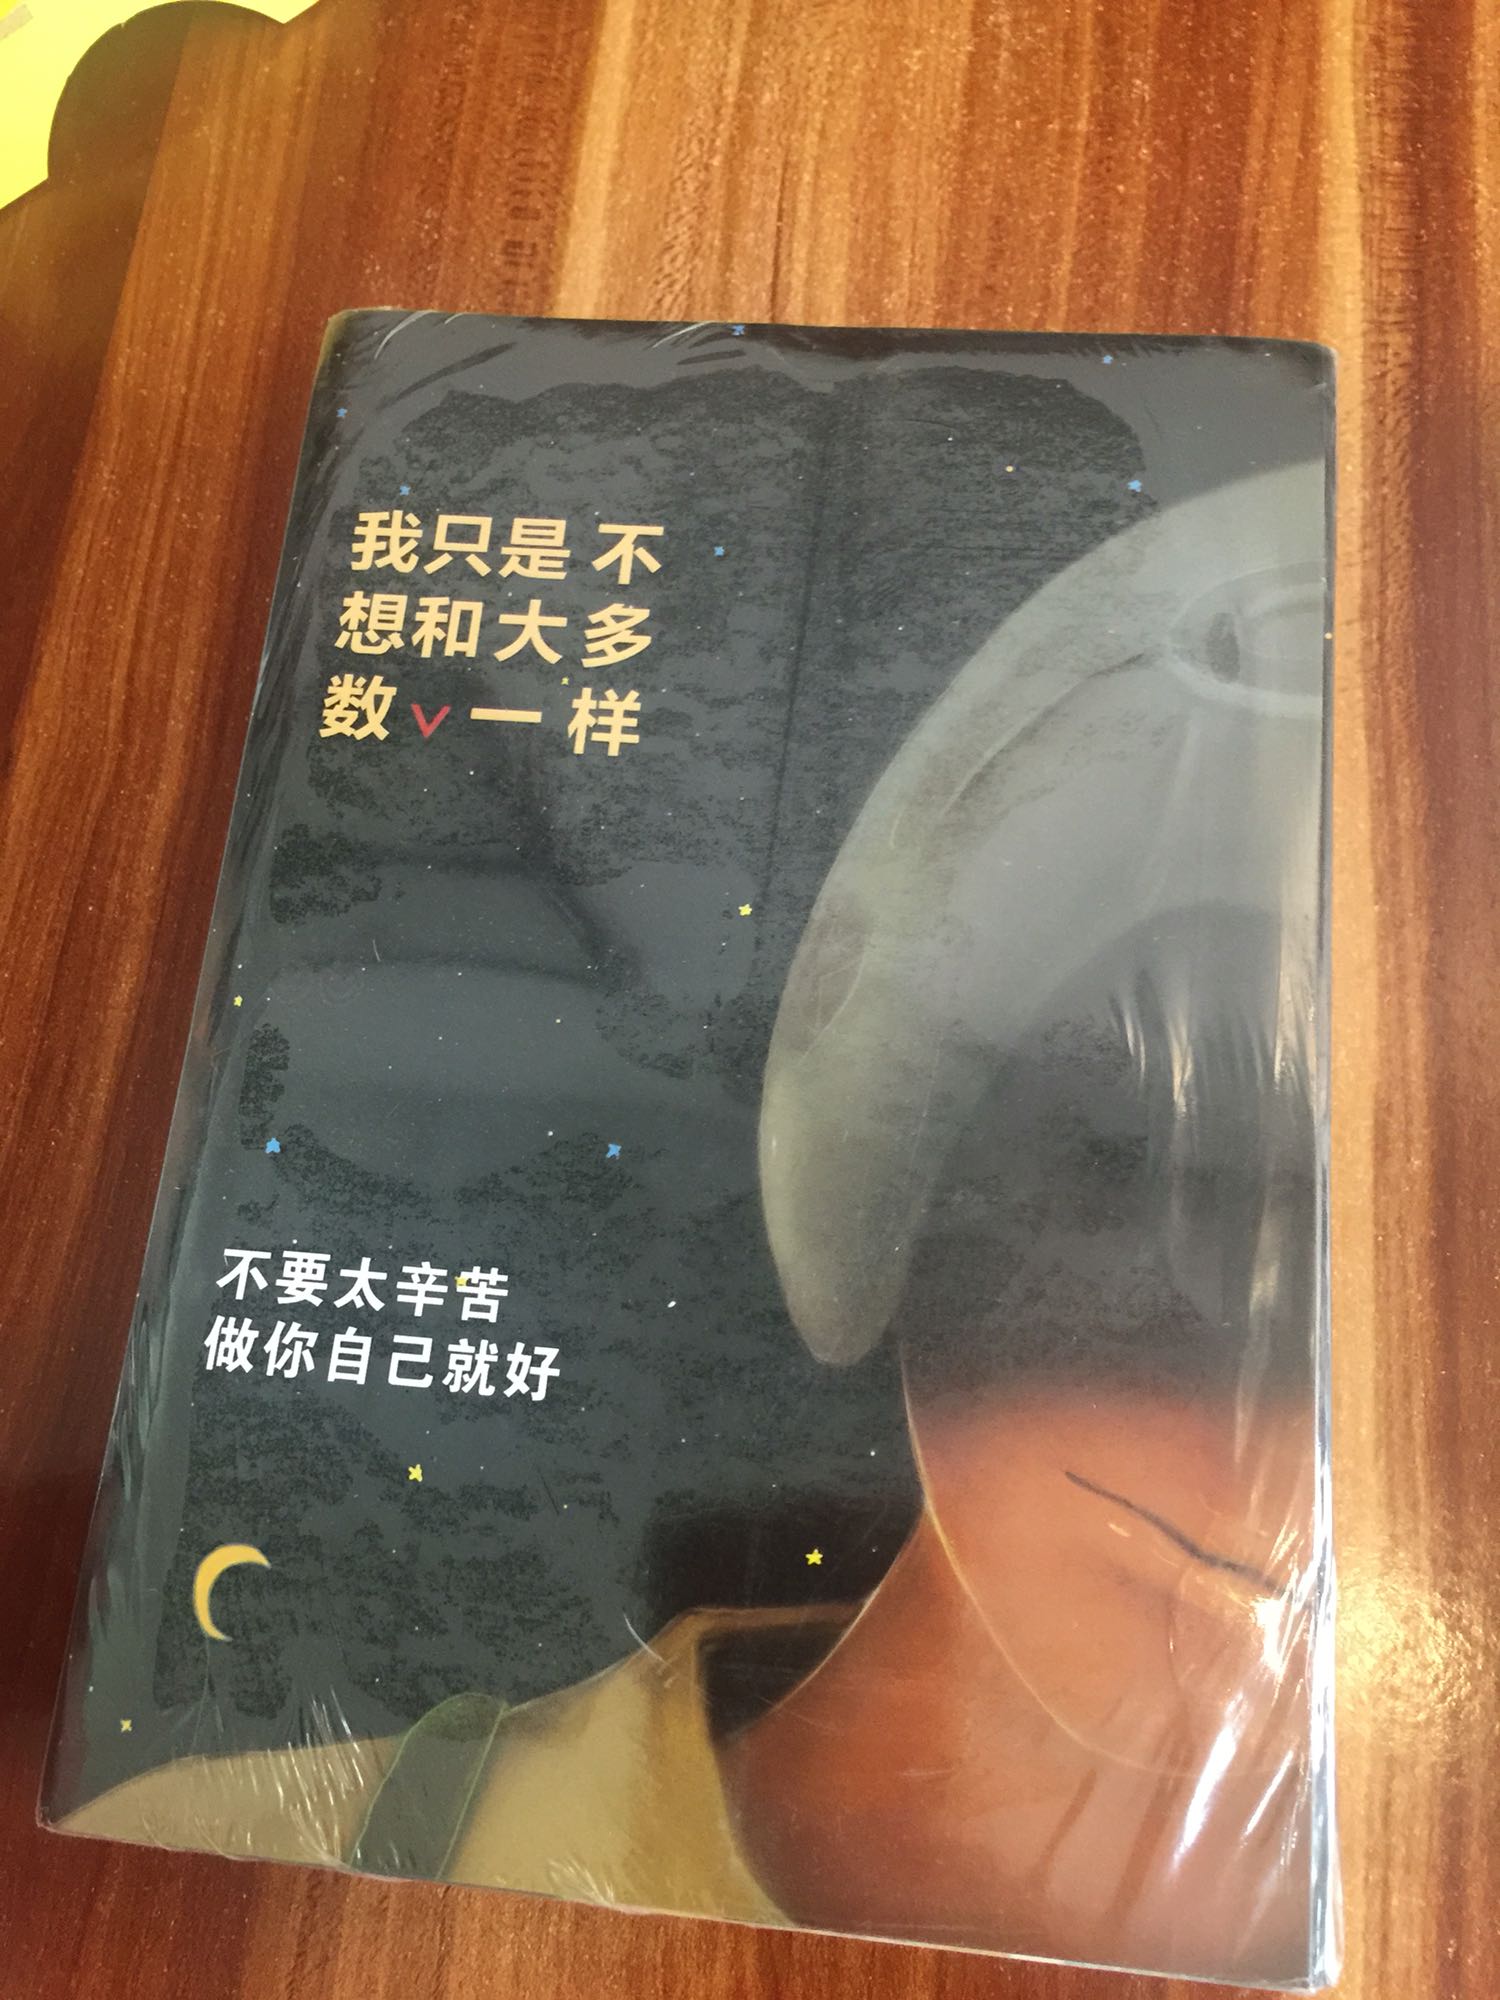 我只是不
想和大多
数一样
不要太辛苦
做你自己就好